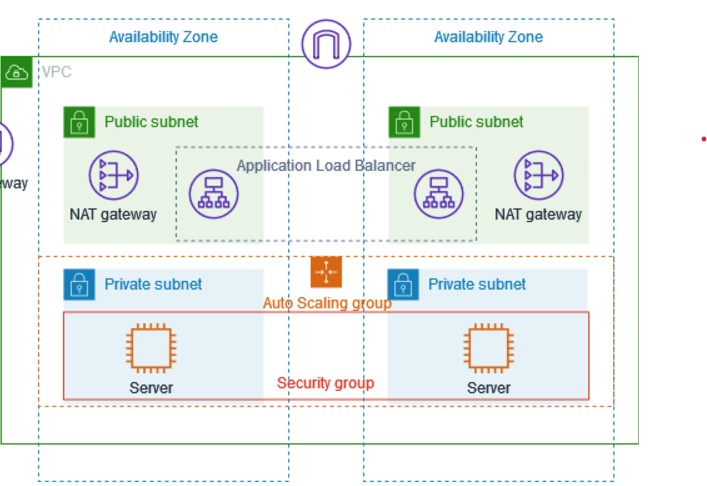 Availability Zone
Availability Zone
VPC
Public subnet
Public subnet
Application Load Balancer
way
NAT gateway
NAT gateway
Private subnet
Private subnet
Auto Scaling group
Security group
Server
Server